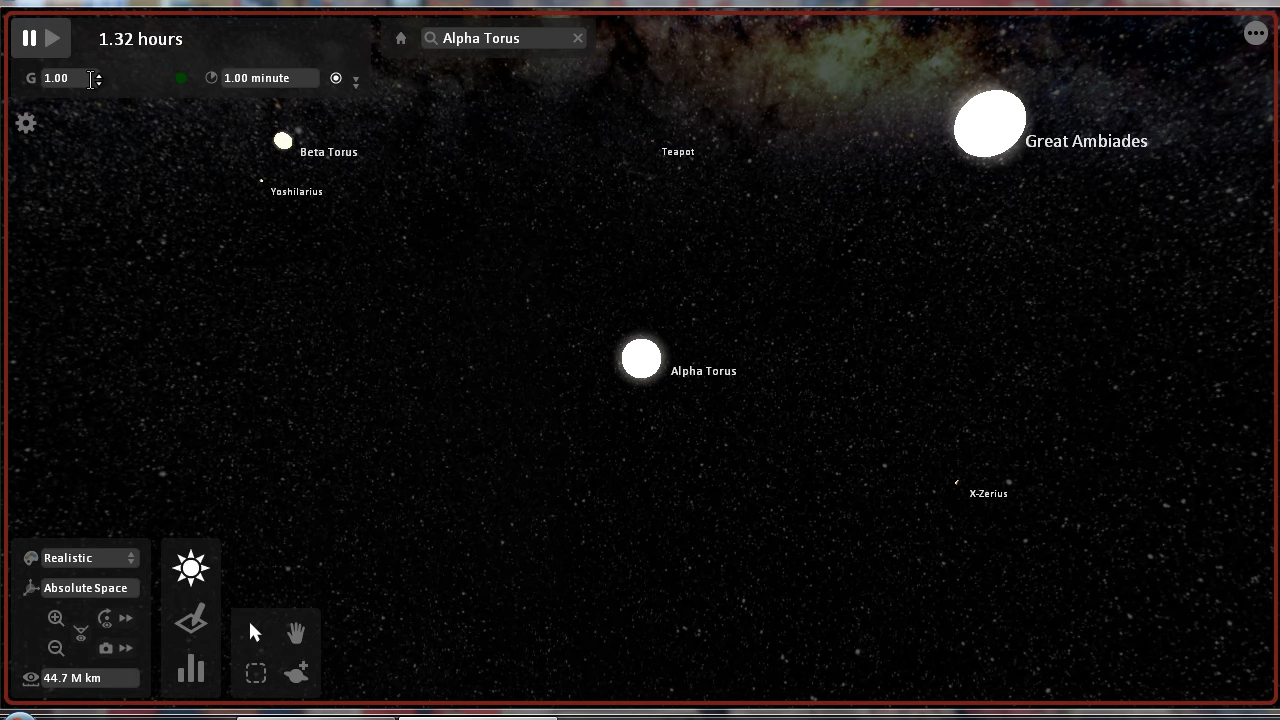 1.32 hours
Alpha Torus
G 1.00
1.00 minute
Great Ambiades
Beta Torus
Teapot
Yoshilarius
Alpha Torus
X-Zerius
Realistic
Absolute Space
44.7 M km